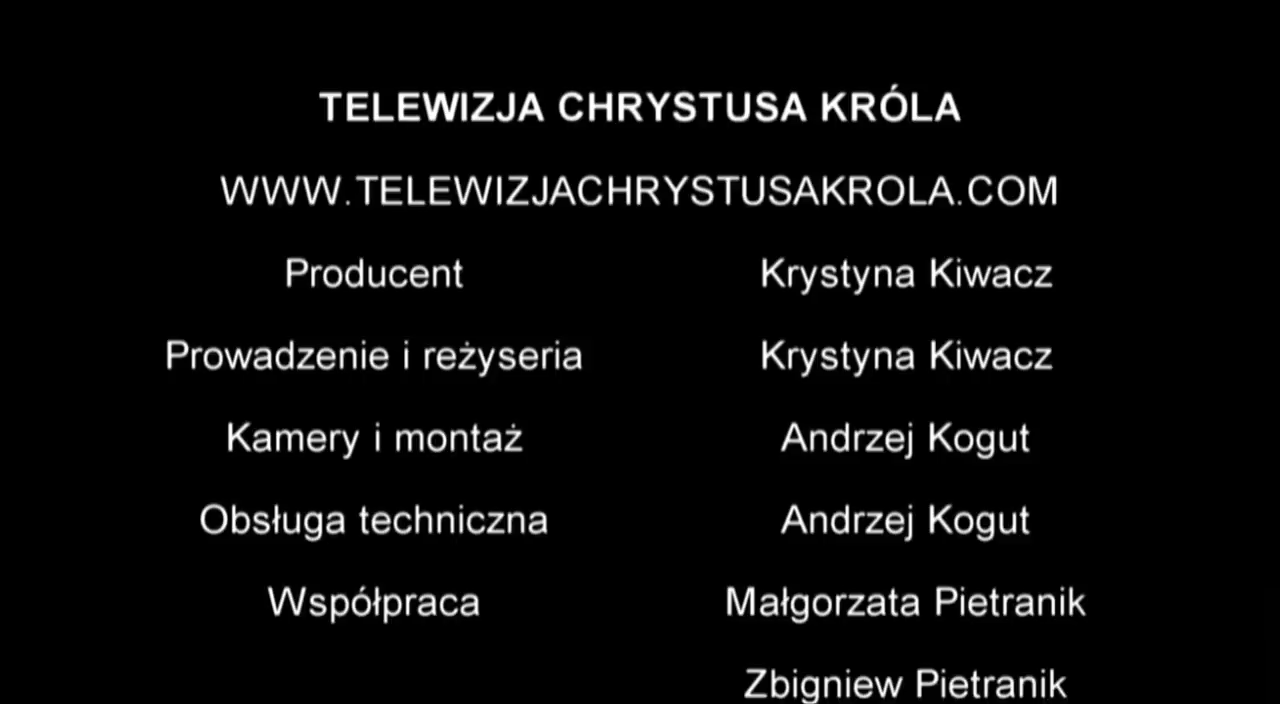 TELEWIZJA CHRYSTUSA KRÓLA
WWW.TELEWIZJACHRYSTUSAKROLA.COM
Producent Krystyna Kiwacz
Prowadzenie i reżyseria Krystyna Kiwacz
Kamery i montaż Andrzej Kogut
Obsługa techniczna Andrzej Kogut
Współpraca Małgorzata Pietranik
Zbigniew Pietranik